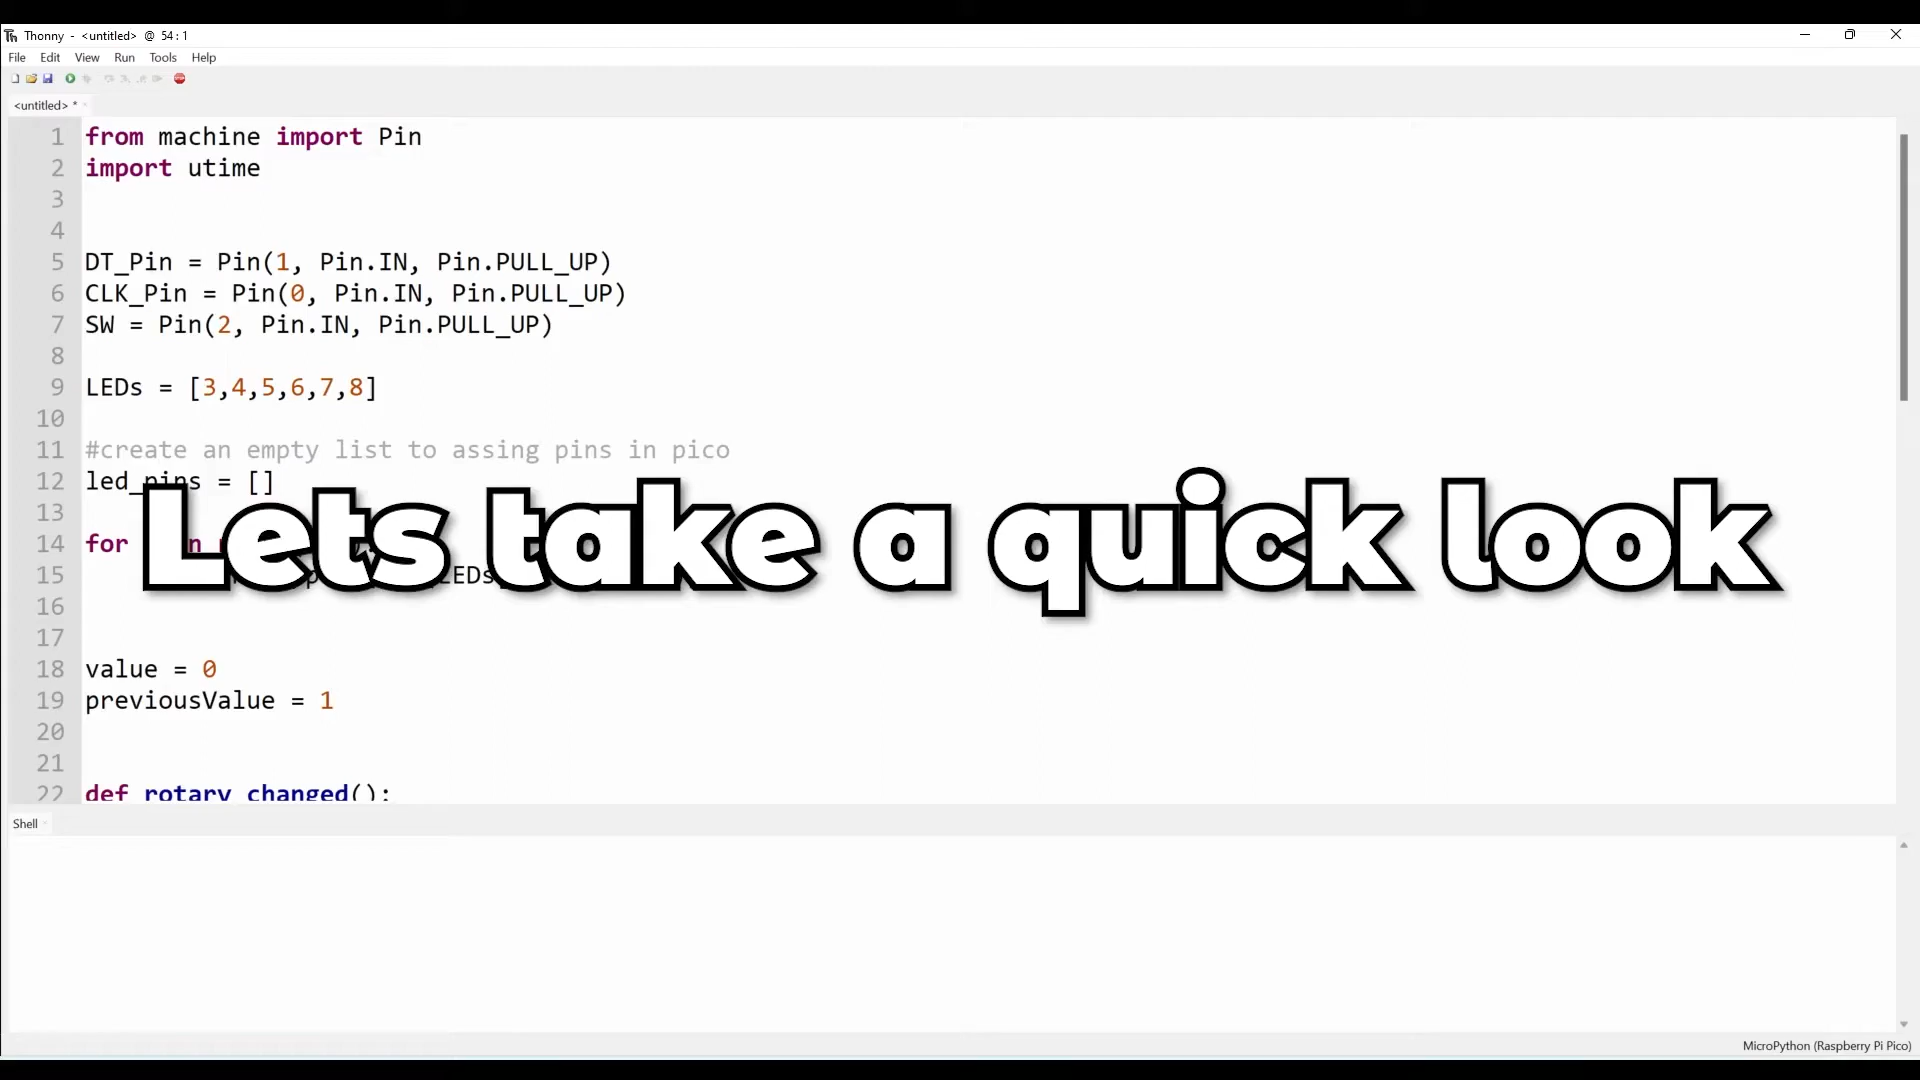 Thonny - <untitled> @ 54 : 1
File Edit View Run Tools Help
<untitled> *
1 from machine import Pin
2 import utime
3
4
5 DT_Pin = Pin(1, Pin.IN, Pin.PULL_UP)
6 CLK_Pin = Pin(0, Pin.IN, Pin.PULL_UP)
7 SW = Pin(2, Pin.IN, Pin.PULL_UP)
8
9 LEDs = [3,4,5,6,7,8]
10
11 #create an empty list to assing pins in pico
12 led_pins = []
13
14 for
Lets take a quick look
15 LEDs
16
17
18 value = 0
19 previousValue = 1
20
21
22 def rotary_changed():
Shell
MicroPython (Raspberry Pi Pico)